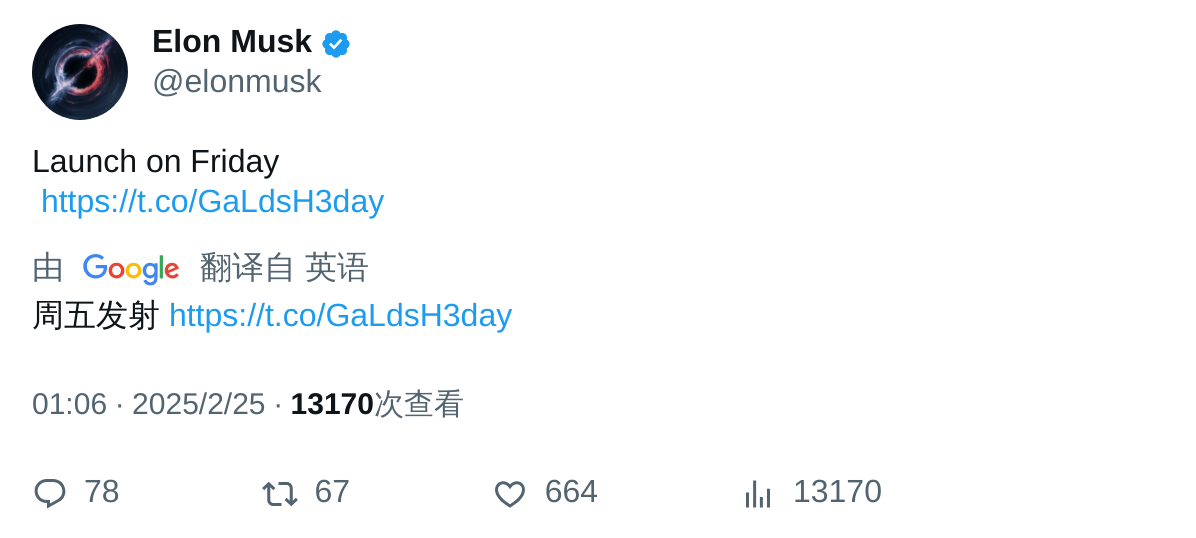 Elon Musk
@elonmusk
Launch on Friday
https://t.co/GaLdsH3day
由 Google 翻译自 英语
周五发射 https://t.co/GaLdsH3day
01:06 · 2025/2/25 · 13170次查看
78 67 664 13170